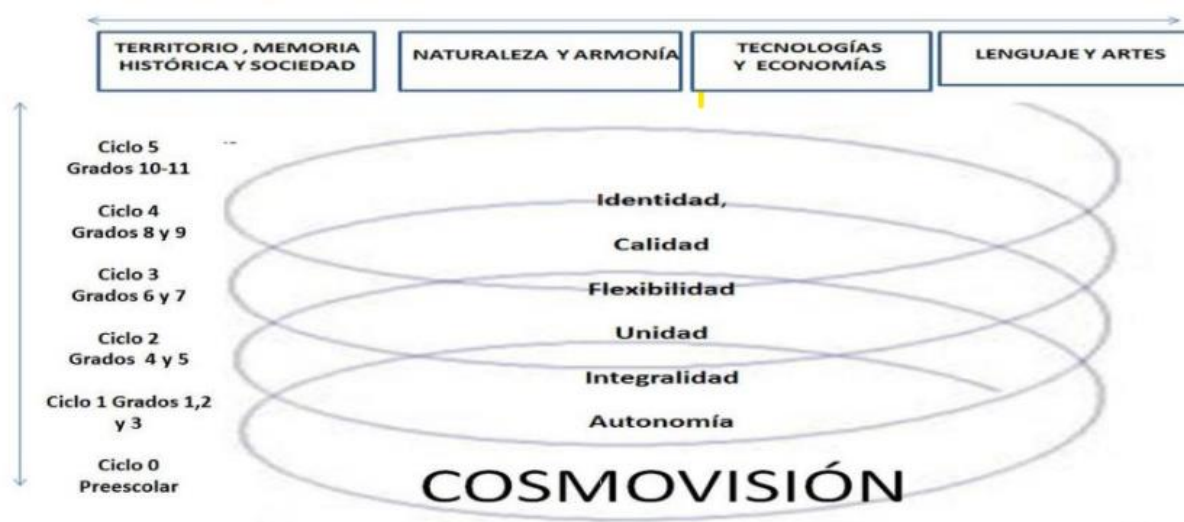 TERRITORIO , MEMORIA
HISTÓRICA Y SOCIEDAD
NATURALEZA Y ARMONÍA
TECNOLOGÍAS
Y ECONOMÍAS
LENGUAJE Y ARTES
Ciclo 5
Grados 10-11
Ciclo 4
Grados 8 y 9
Ciclo 3
Grados 6 y 7
Ciclo 2
Grados 4 y 5
Ciclo 1 Grados 1,2
y 3
Ciclo 0
Preescolar
Identidad,
Calidad
Flexibilidad
Unidad
Integralidad
Autonomía
COSMOVISIÓN